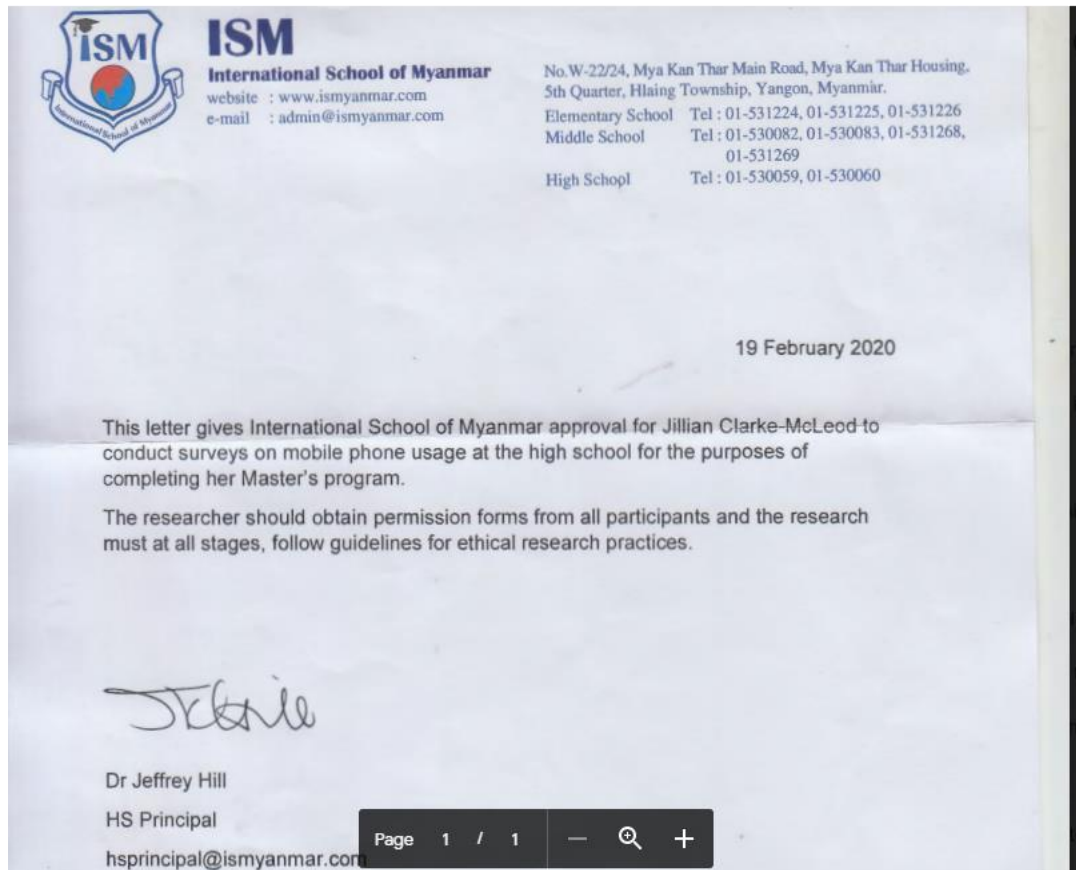 ISM
International School of Myanmar
ISM
International School of Myanmar
website : www.ismyanmar.com
e-mail : admin@ismyanmar.com
No.W-22/24, Mya Kan Thar Main Road, Mya Kan Thar Housing,
5th Quarter, Hlaing Township, Yangon, Myanmar.
Elementary School Tel : 01-531224, 01-531225, 01-531226
Middle School Tel : 01-530082, 01-530083, 01-531268,
01-531269
High School Tel : 01-530059, 01-530060
19 February 2020
This letter gives International School of Myanmar approval for Jillian Clarke-McLeod to
conduct surveys on mobile phone usage at the high school for the purposes of
completing her Master's program.
The researcher should obtain permission forms from all participants and the research
must at all stages, follow guidelines for ethical research practices.
Dr Jeffrey Hill
HS Principal
hsprincipal@ismyanmar.com
Page 1 / 1